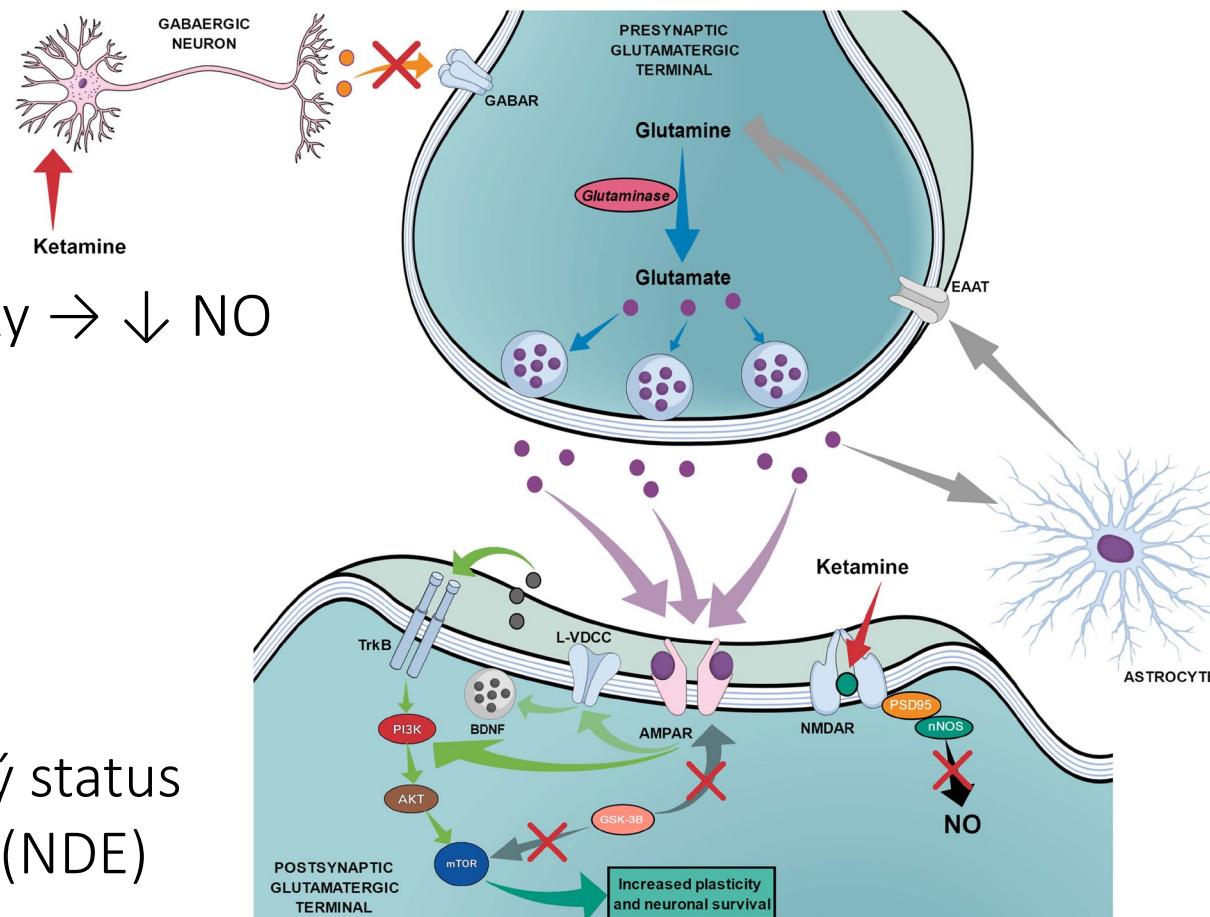 GABAERGIC
NEURON
PRESYNAPTIC
GLUTAMATERGIC
TERMINAL
GABAR
Glutamine
Glutaminase
Ketamine
Glutamate
EAAT
→ ↓ NO
Ketamine
TrkB
L-VDCC
ASTROCYTE
PSD95
nNOS
PI3K
BDNF
AMPAR
NMDAR
status
AKT
GSK-3B
NO
(NDE)
mTOR
POSTSYNAPTIC
GLUTAMATERGIC
TERMINAL
Increased plasticity
and neuronal survival